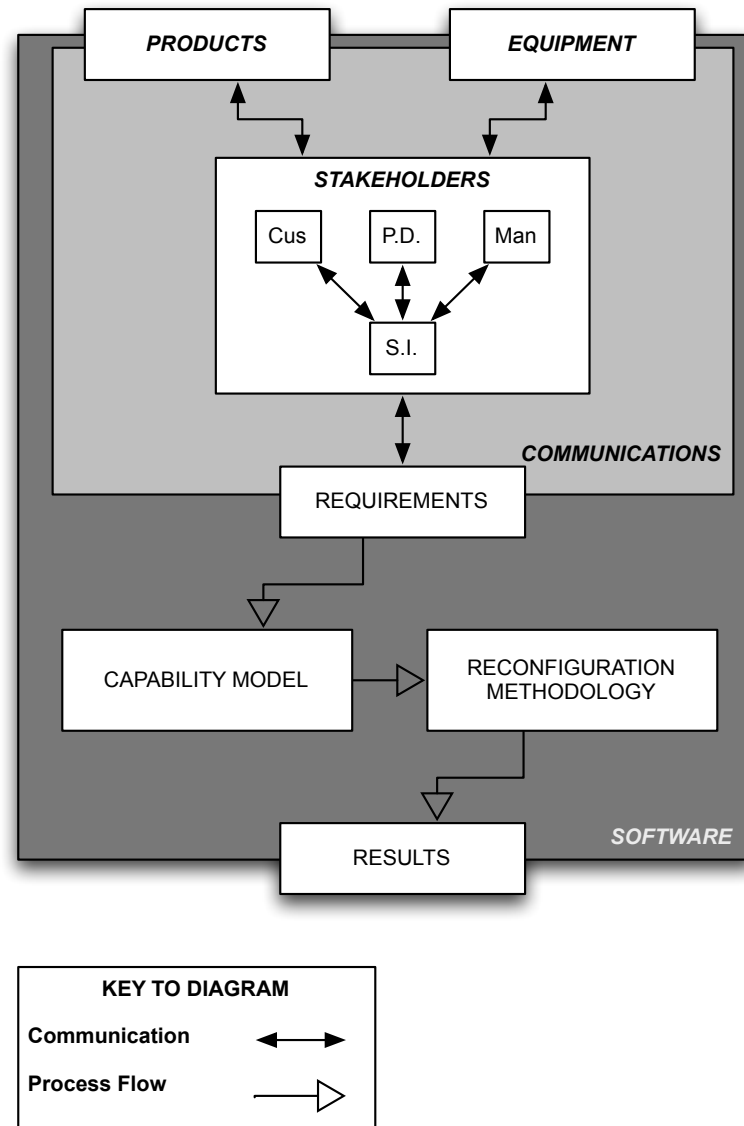 PRODUCTS
EQUIPMENT
STAKEHOLDERS
Cus
P.D.
Man
S.I.
COMMUNICATIONS
REQUIREMENTS
CAPABILITY MODEL
RECONFIGURATION
METHODOLOGY
SOFTWARE
RESULTS
KEY TO DIAGRAM
Communication
Process Flow